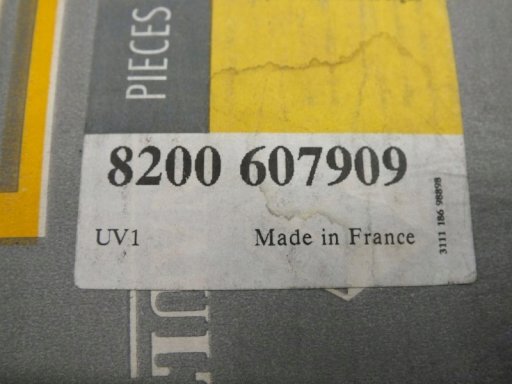 PIECES
8200 607909
UV1 Made in France
3111 186 98898